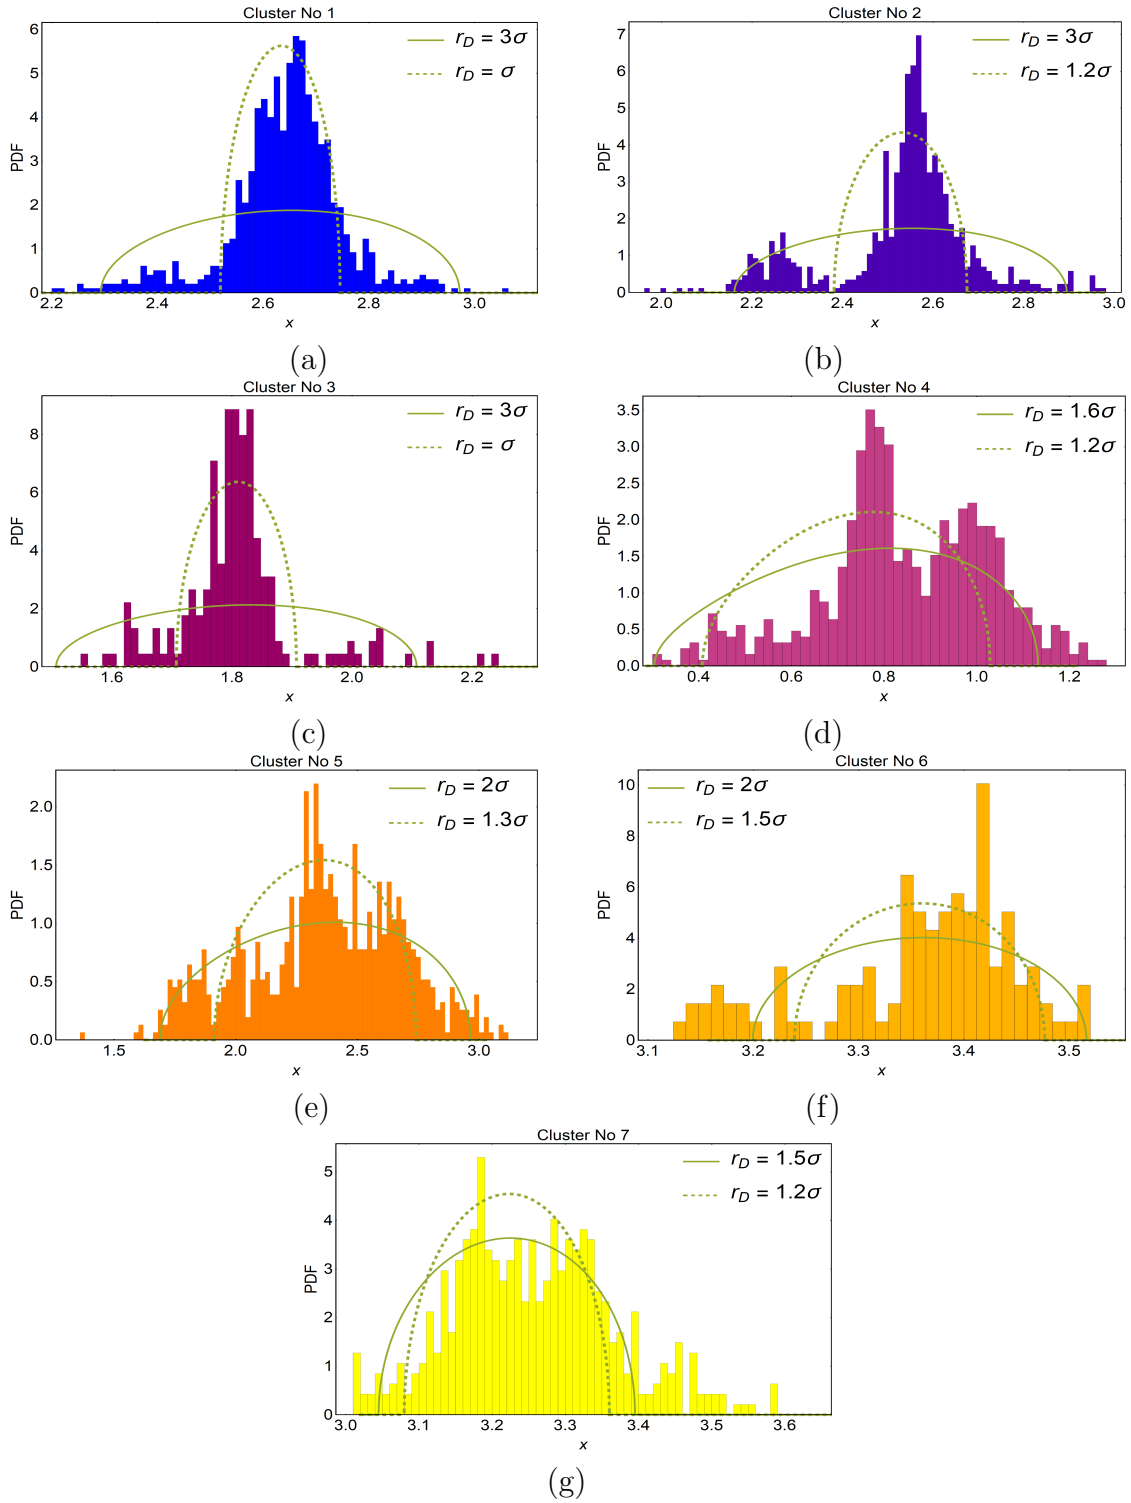 Cluster No 1
r_D = 3σ
r_D = σ
PDF
6
5
4
3
2
1
0
2.2 2.4 2.6 2.8 3.0
x
(a)
Cluster No 2
r_D = 3σ
r_D = 1.2σ
PDF
7
6
5
4
3
2
1
0
2.0 2.2 2.4 2.6 2.8 3.0
x
(b)
Cluster No 3
r_D = 3σ
r_D = σ
PDF
8
6
4
2
0
1.6 1.8 2.0 2.2
x
(c)
Cluster No 4
r_D = 1.6σ
r_D = 1.2σ
PDF
3.5
3.0
2.5
2.0
1.5
1.0
0.5
0.0
0.4 0.6 0.8 1.0 1.2
x
(d)
Cluster No 5
r_D = 2σ
r_D = 1.3σ
PDF
2.0
1.5
1.0
0.5
0.0
1.5 2.0 2.5 3.0
x
(e)
Cluster No 6
r_D = 2σ
r_D = 1.5σ
PDF
10
8
6
4
2
0
3.1 3.2 3.3 3.4 3.5
x
(f)
Cluster No 7
r_D = 1.5σ
r_D = 1.2σ
PDF
5
4
3
2
1
0
3.0 3.1 3.2 3.3 3.4 3.5 3.6
x
(g)